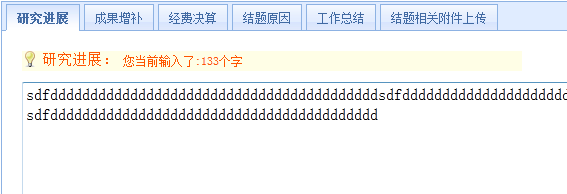 研究进展 成果增补 经费决算 结题原因 工作总结 结题相关附件上传
研究进展： 您当前输入了:133个字
sdfddddddddddddddddddddddddddddddddddddddddddsdfddddddddddddddddddddd
sdfdddddddddddddddddddddddddddddddddddddddddd